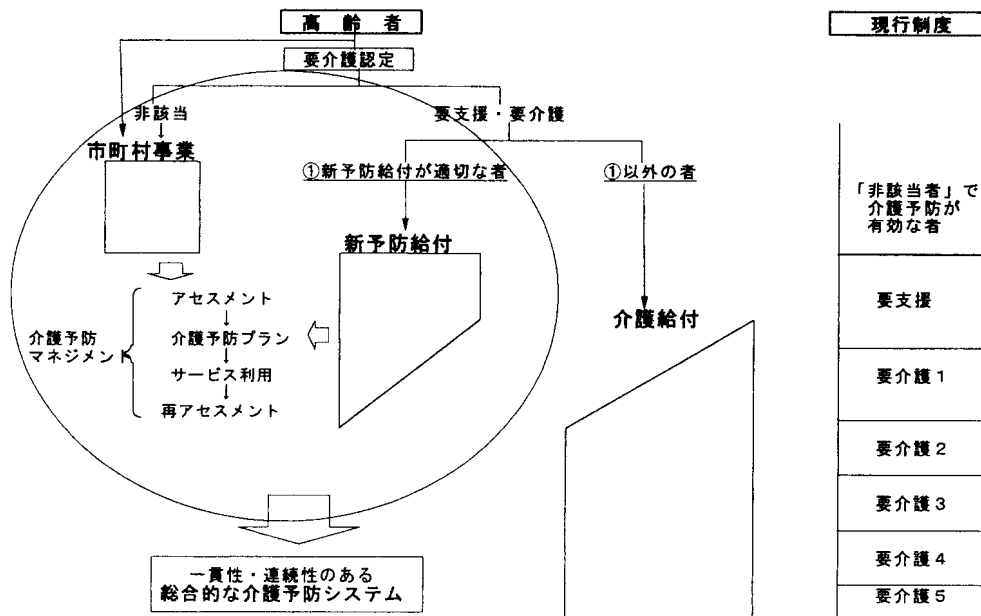 高齢者
要介護認定
非該当
市町村事業
要支援・要介護
①新予防給付が適切な者
①以外の者
新予防給付
介護給付
介護予防
マネジメント
アセスメント
↓
介護予防プラン
↓
サービス利用
↓
再アセスメント
一貫性・連続性のある
総合的な介護予防システム
現行制度
「非該当者」で
介護予防が
有効な者
要支援
要介護1
要介護2
要介護3
要介護4
要介護5